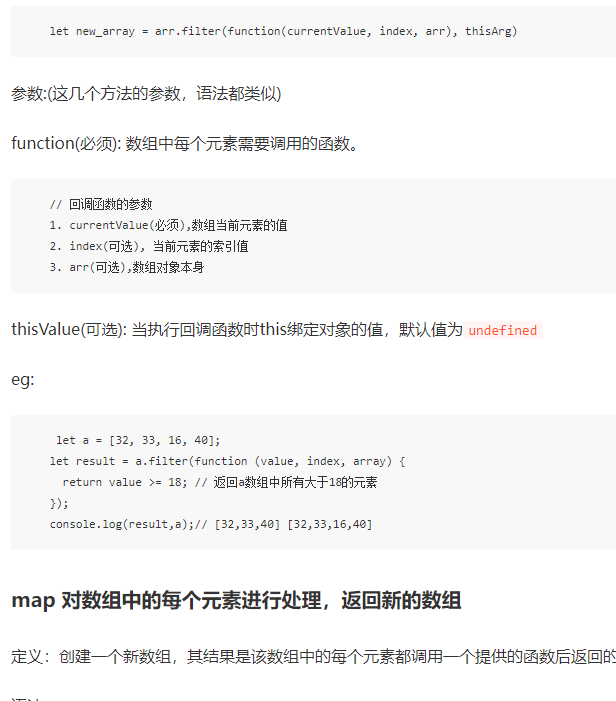 let new_array = arr.filter(function(currentValue, index, arr), thisArg)
参数:(这几个方法的参数，语法都类似)
function(必须): 数组中每个元素需要调用的函数。
// 回调函数的参数
1. currentValue(必须),数组当前元素的值
2. index(可选), 当前元素的索引值
3. arr(可选),数组对象本身
thisValue(可选): 当执行回调函数时this绑定对象的值，默认值为 undefined
eg:
let a = [32, 33, 16, 40];
let result = a.filter(function (value, index, array) {
return value >= 18; // 返回a数组中所有大于18的元素
});
console.log(result,a);// [32,33,40] [32,33,16,40]
map 对数组中的每个元素进行处理，返回新的数组
定义：创建一个新数组，其结果是该数组中的每个元素都调用一个提供的函数后返回的